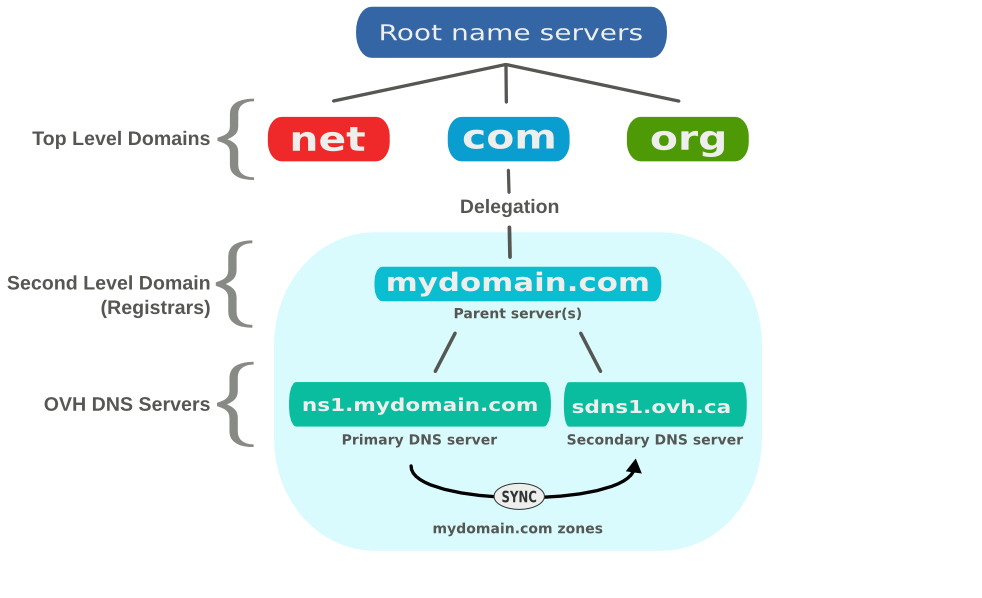 Root name servers
Top Level Domains
net
com
org
Delegation
Second Level Domain
(Registrars)
mydomain.com
Parent server(s)
OVH DNS Servers
ns1.mydomain.com
sdns1.ovh.ca
Primary DNS server
Secondary DNS server
SYNC
mydomain.com zones